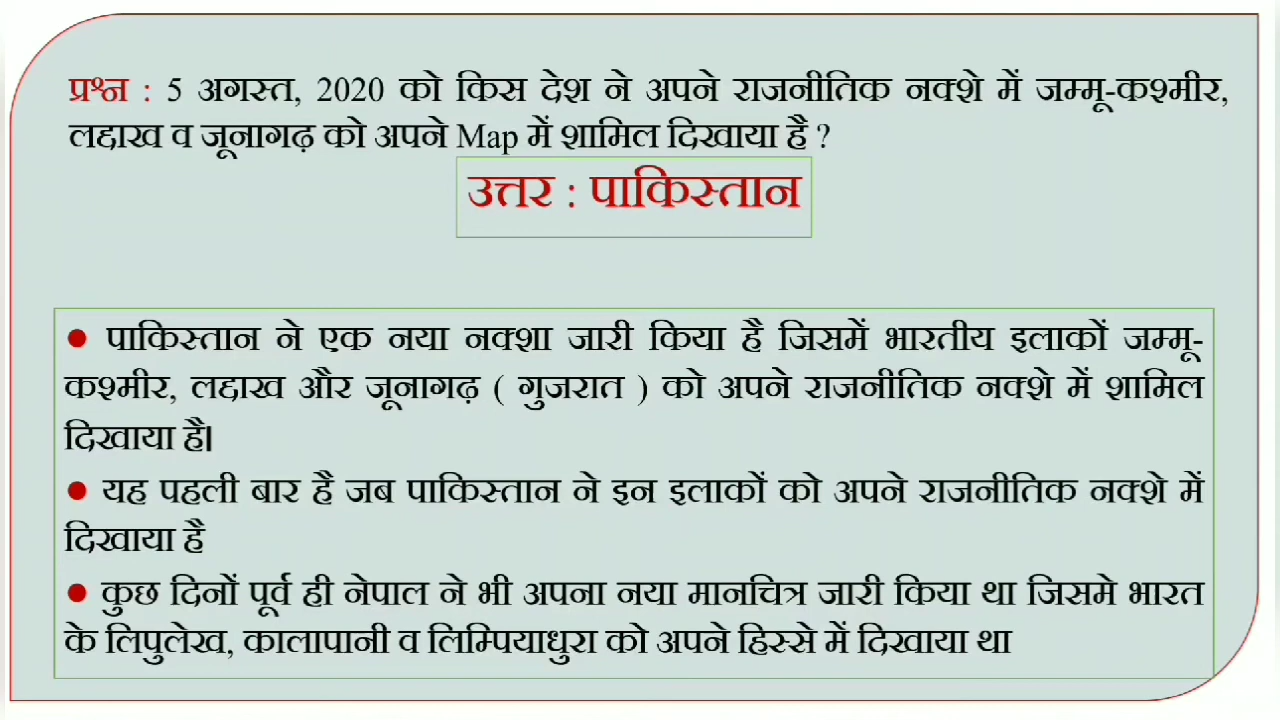 प्रश्न : 5 अगस्त, 2020 को किस देश ने अपने राजनीतिक नक्शे में जम्मू-कश्मीर,
लद्दाख व जूनागढ़ को अपने Map में शामिल दिखाया है ?
उत्तर : पाकिस्तान
● पाकिस्तान ने एक नया नक्शा जारी किया है जिसमें भारतीय इलाकों जम्मू-
कश्मीर, लद्दाख और जूनागढ़ ( गुजरात ) को अपने राजनीतिक नक्शे में शामिल
दिखाया है।
● यह पहली बार है जब पाकिस्तान ने इन इलाकों को अपने राजनीतिक नक्शे में
दिखाया है
● कुछ दिनों पूर्व ही नेपाल ने भी अपना नया मानचित्र जारी किया था जिसमे भारत
के लिपुलेख, कालापानी व लिम्पियाधुरा को अपने हिस्से में दिखाया था